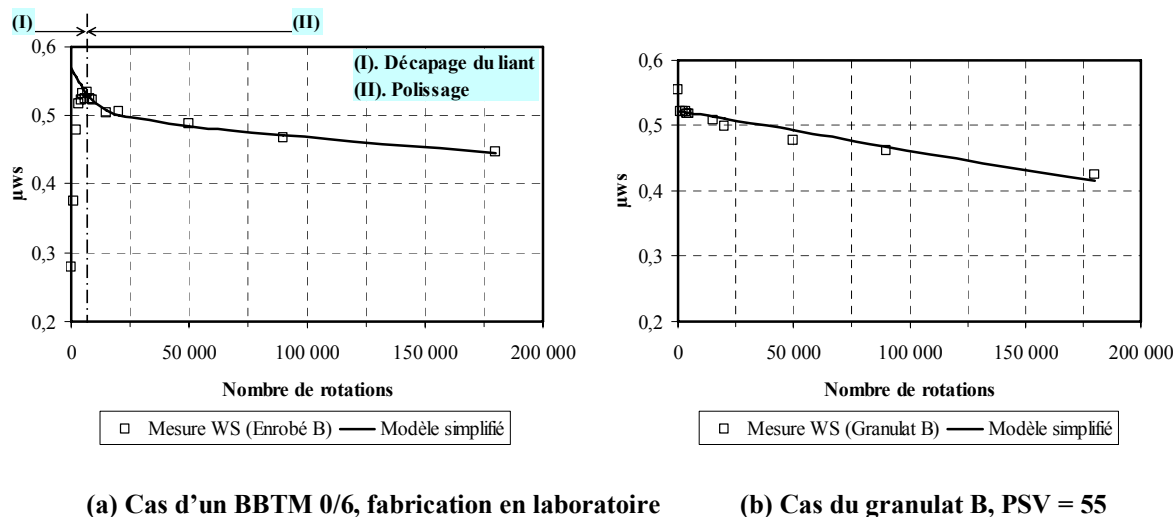 (I)
(II)
0,6
0,5
0,4
0,3
0,2
µws
(I). Décapage du liant
(II). Polissage
0
50 000
100 000
150 000
200 000
Nombre de rotations
Mesure WS (Enrobé B)
Modèle simplifié
0,6
0,5
0,4
0,3
0,2
µws
0
50 000
100 000
150 000
200 000
Nombre de rotations
Mesure WS (Granulat B)
Modèle simplifié
(a) Cas d’un BBTM 0/6, fabrication en laboratoire
(b) Cas du granulat B, PSV = 55